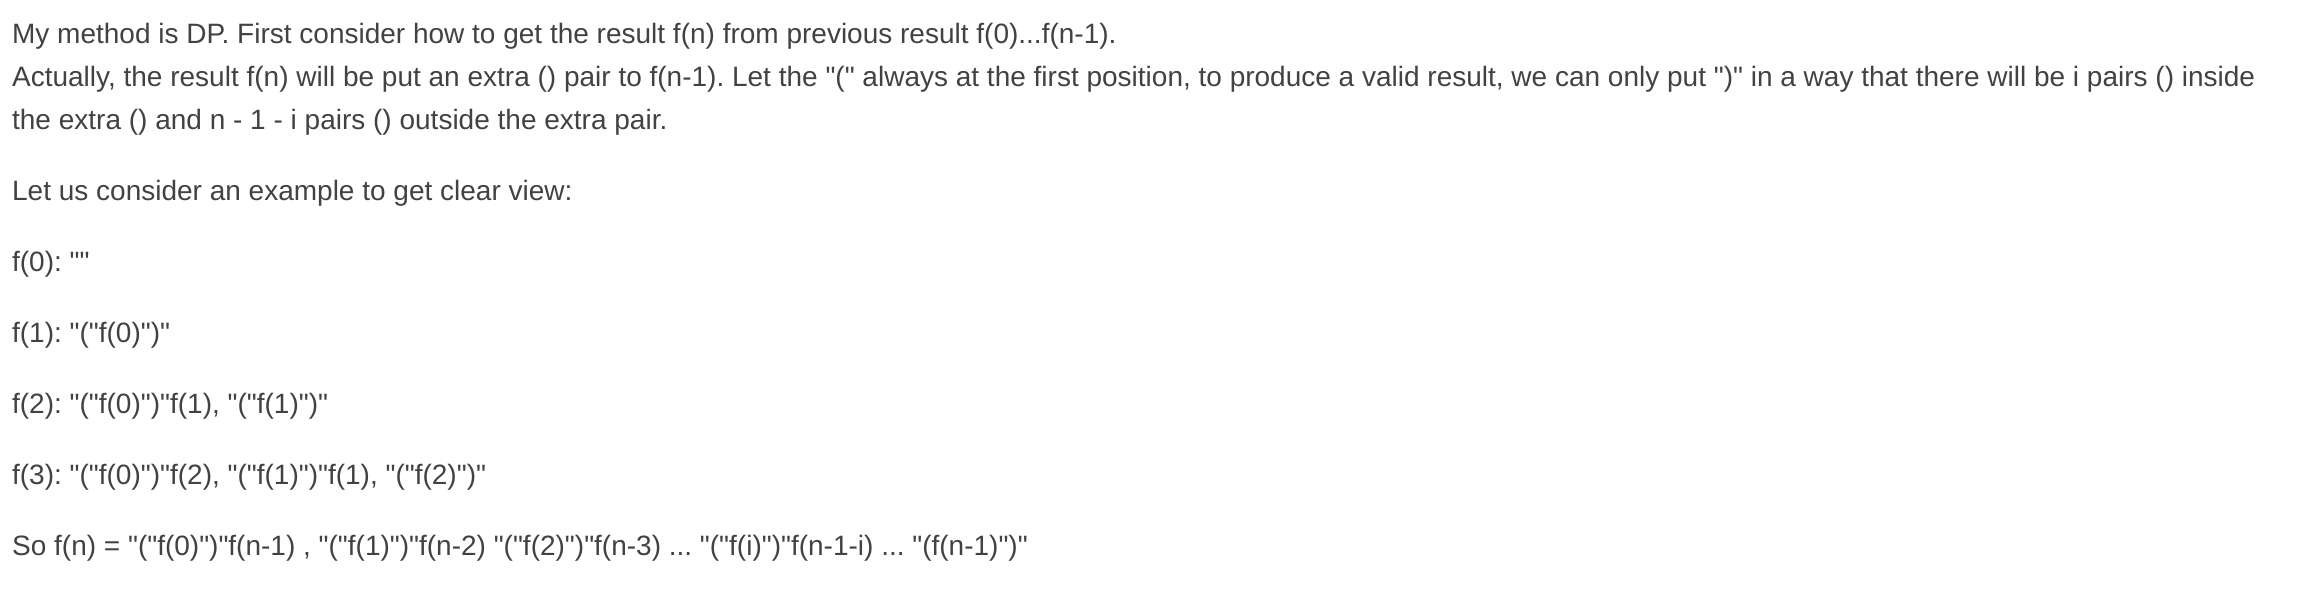 My method is DP. First consider how to get the result f(n) from previous result f(0)...f(n-1).
Actually, the result f(n) will be put an extra () pair to f(n-1). Let the "(" always at the first position, to produce a valid result, we can only put ")" in a way that there will be i pairs () inside
the extra () and n - 1 - i pairs () outside the extra pair.
Let us consider an example to get clear view:
f(0): ""
f(1): "("f(0)")"
f(2): "("f(0)")"f(1), "("f(1)")"
f(3): "("f(0)")"f(2), "("f(1)")"f(1), "("f(2)")"
So f(n) = "("f(0)")"f(n-1) , "("f(1)")"f(n-2) "("f(2)")"f(n-3) ... "("f(i)")"f(n-1-i) ... "(f(n-1)")"